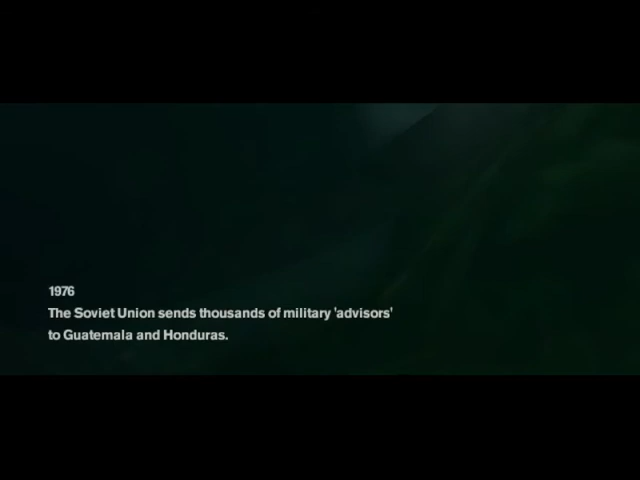 1976
The Soviet Union sends thousands of military 'advisors'
to Guatemala and Honduras.